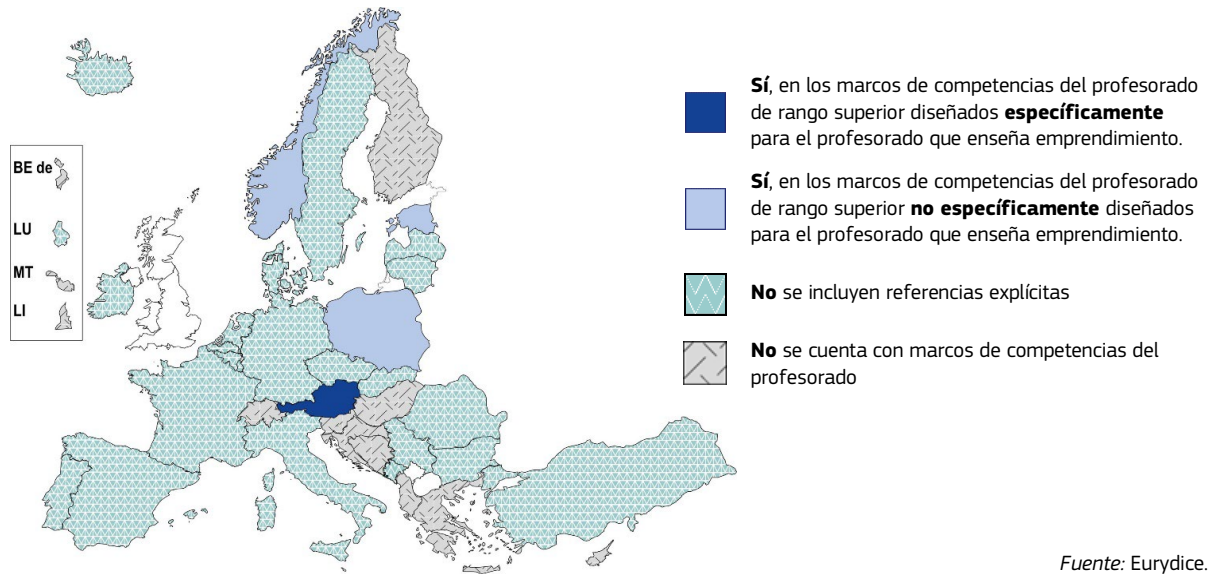 BE de
LU
MT
LI
Sí, en los marcos de competencias del profesorado
de rango superior diseñados específicamente
para el profesorado que enseña emprendimiento.
Sí, en los marcos de competencias del profesorado
de rango superior no específicamente diseñados
para el profesorado que enseña emprendimiento.
No se incluyen referencias explícitas
No se cuenta con marcos de competencias del
profesorado
Fuente: Eurydice.